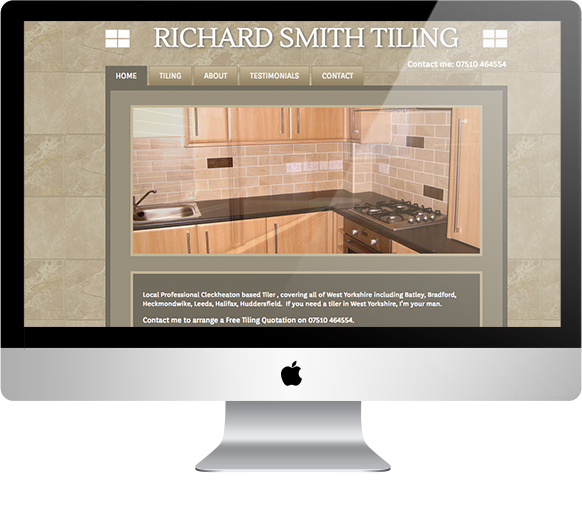 RICHARD SMITH TILING
Contact me: 07510 464554
HOME TILING ABOUT TESTIMONIALS CONTACT
Local Professional Cleckheaton based Tiler , covering all of West Yorkshire including Batley, Bradford,
Heckmondwike, Leeds, Halifax, Huddersfield. If you need a tiler in West Yorkshire, I'm your man.
Contact me to arrange a Free Tiling Quotation on 07510 464554.